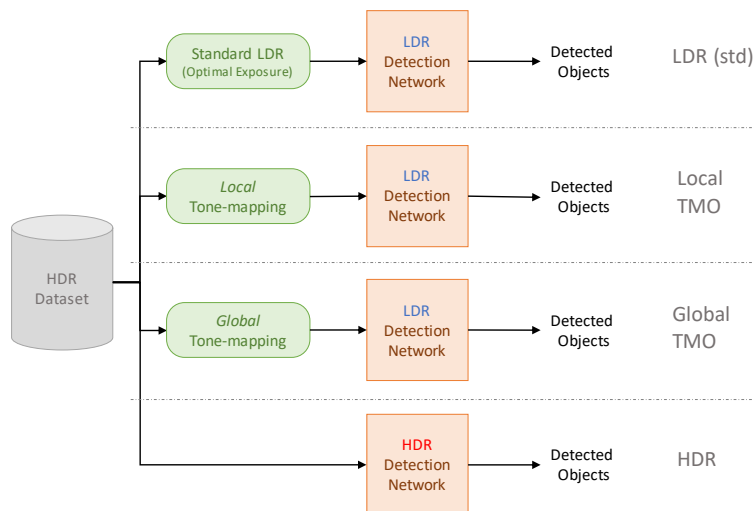 Standard LDR
(Optimal Exposure)
LDR
Detection
Network
Detected
Objects
LDR (std)
Local
Tone-mapping
LDR
Detection
Network
Detected
Objects
Local
TMO
HDR
Dataset
Global
Tone-mapping
LDR
Detection
Network
Detected
Objects
Global
TMO
HDR
Detection
Network
Detected
Objects
HDR